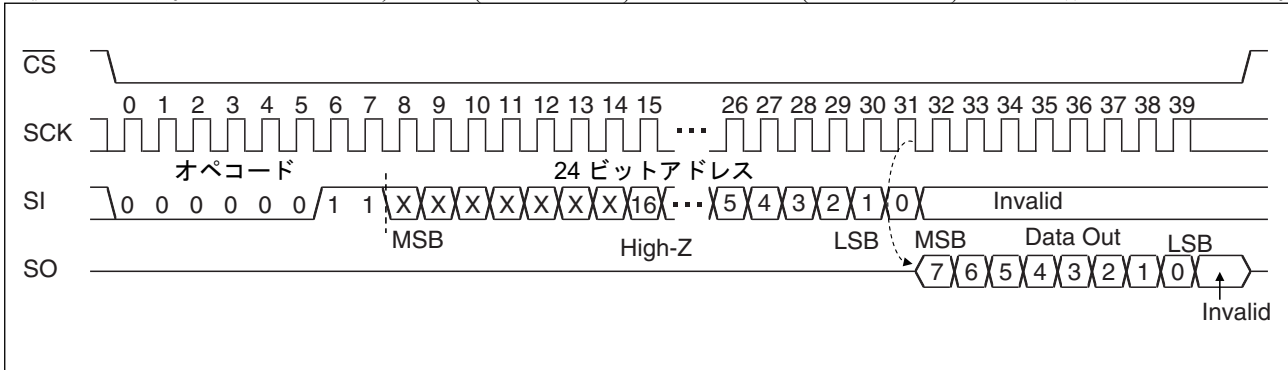 CS
0 1 2 3 4 5 6 7 8 9 10 11 12 13 14 15 26 27 28 29 30 31 32 33 34 35 36 37 38 39
SCK ···
オペコード 24 ビットアドレス
SI 0 0 0 0 0 0 1 1 X X X X X X X 16 ··· 5 4 3 2 1 0 Invalid
MSB High-Z LSB MSB Data Out LSB
SO 7 6 5 4 3 2 1 0
Invalid